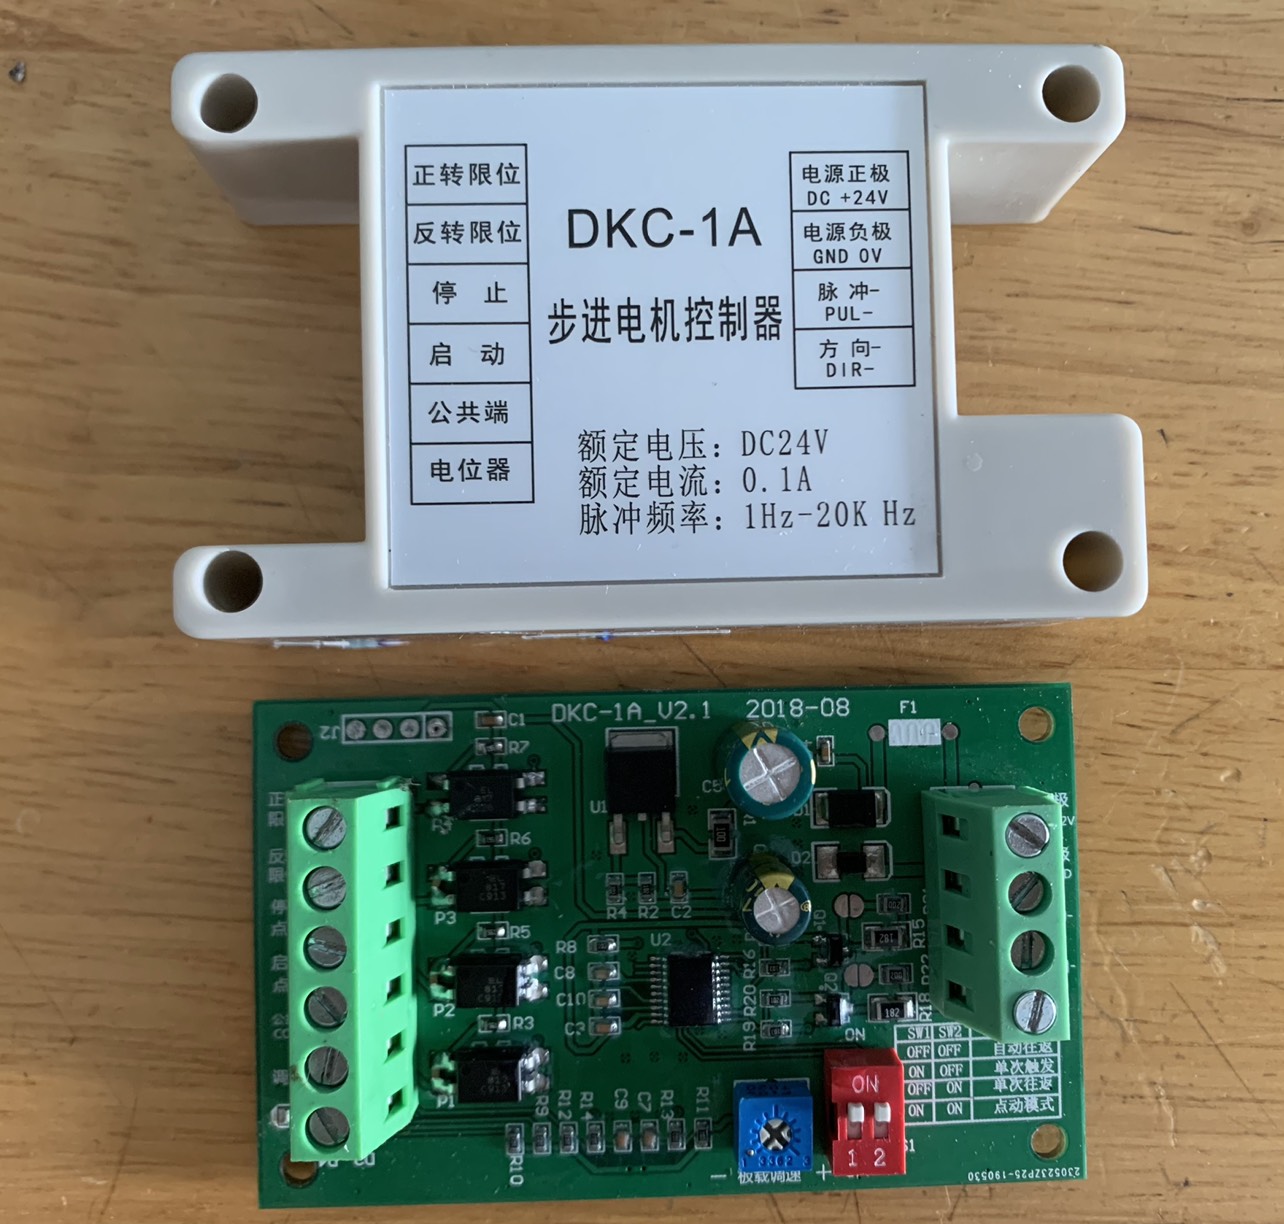 正转限位
反转限位
停 止
启 动
公共端
电位器
DKC-1A
步进电机控制器
电源正极
DC +24V
电源负极
GND 0V
脉 冲-
PUL-
方 向-
DIR-
额定电压: DC24V
额定电流: 0.1A
脉冲频率: 1Hz-20K Hz
DKC-1A_V2.1 2018-08
F1
J2
C1
R7
R6
P3
R5
P2
R3
P1
U1
C5
D2
R4
R2
C2
R8
C8
C10
C3
U2
Q1
R16
R20
R19
R15
R22
R18
182
182
100
R9
R12
R14
C9
C7
R13
R11
R10
ON
ON
1 2
SW1 SW2
OFF OFF 自动往返
ON OFF 单次触发
OFF ON 单次往返
ON ON 点动模式
- 板载调速 +
230523ZP25-190530